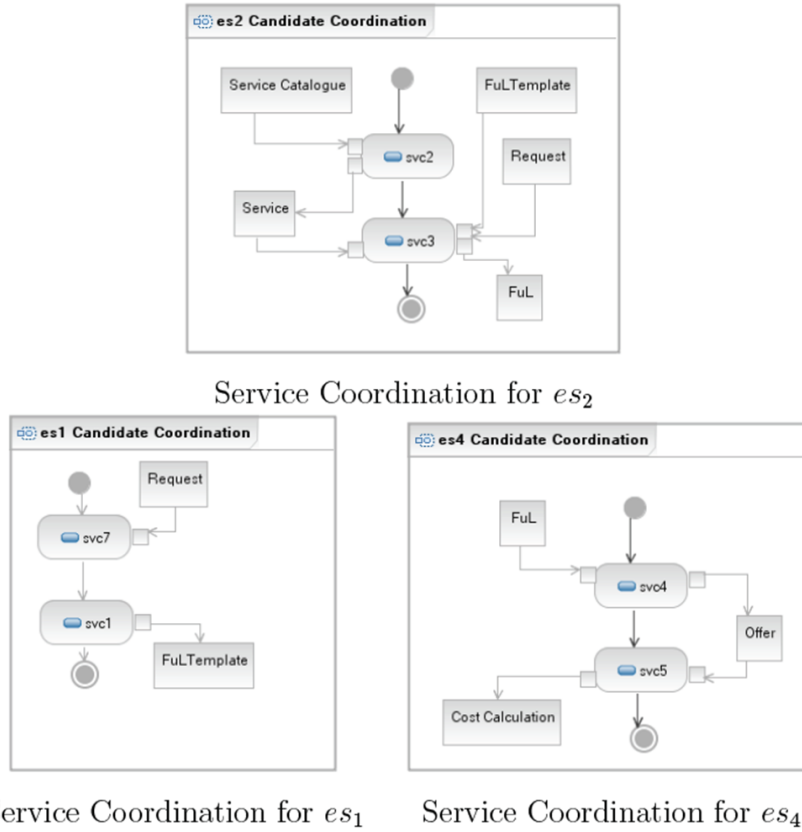 es2 Candidate Coordination
Service Catalogue
FuLTemplate
svc2
Request
Service
svc3
FuL
Service Coordination for es₂
es1 Candidate Coordination
Request
svc7
svc1
FuLTemplate
es4 Candidate Coordination
FuL
svc4
Offer
svc5
Cost Calculation
ervice Coordination for es₁
Service Coordination for es₄